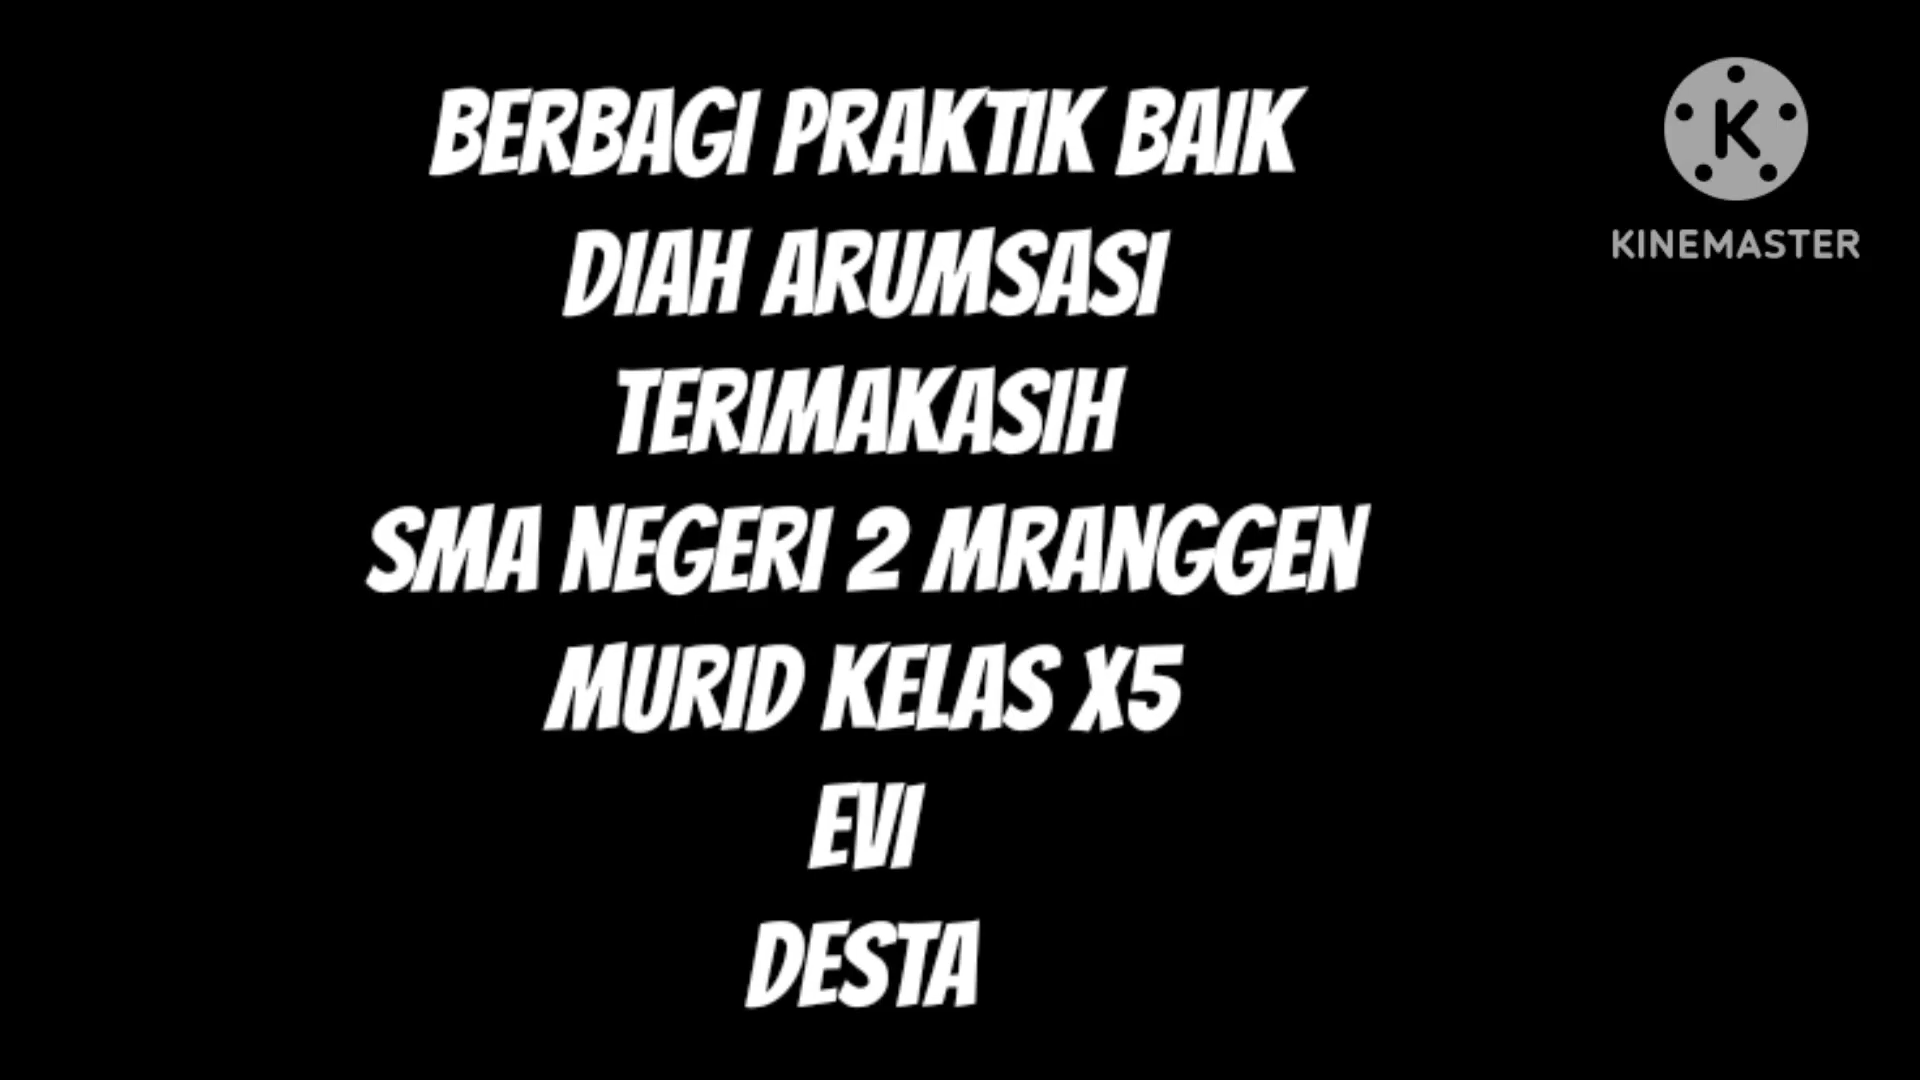 BERBAGI PRAKTIK BAIK
DIAH ARUMSASI
TERIMAKASIH
SMA NEGERI 2 MRANGGEN
MURID KELAS X5
EVI
DESTA
K
KINEMASTER